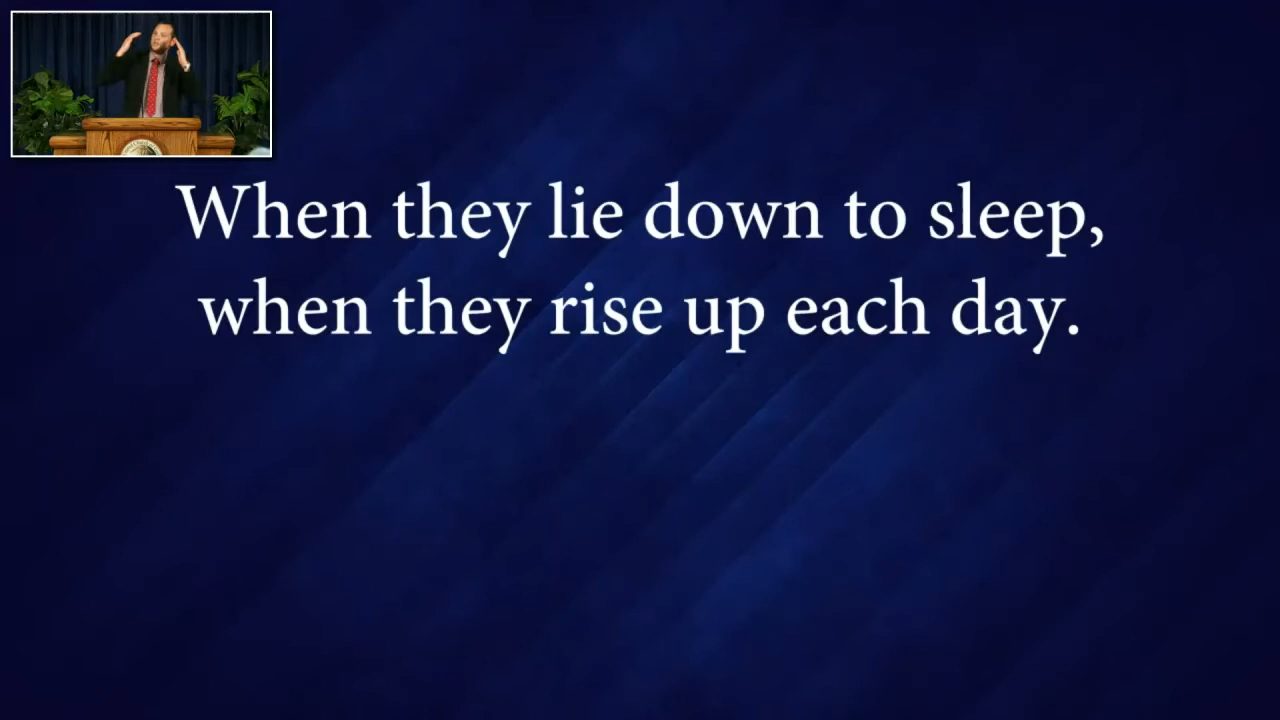 When they lie down to sleep,
when they rise up each day.